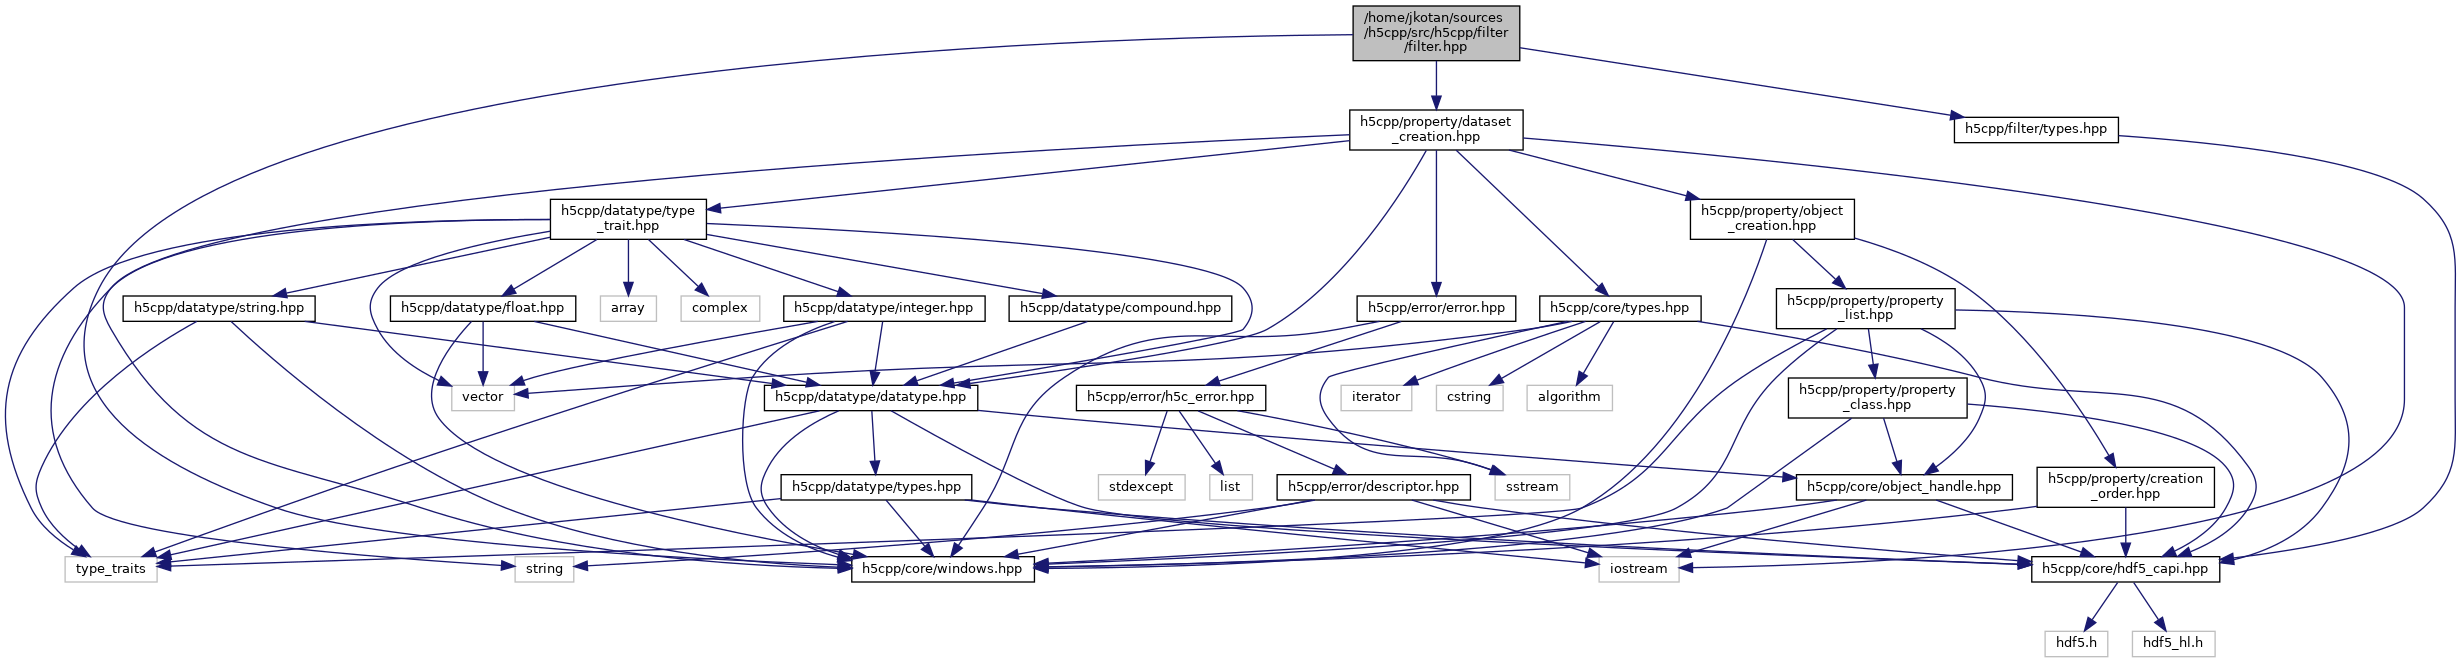 /home/jkotan/sources
/h5cpp/src/h5cpp/filter
/filter.hpp
h5cpp/property/dataset
_creation.hpp
h5cpp/filter/types.hpp
h5cpp/datatype/type
_trait.hpp
h5cpp/property/object
_creation.hpp
h5cpp/datatype/string.hpp
h5cpp/datatype/float.hpp
array
complex
h5cpp/datatype/integer.hpp
h5cpp/datatype/compound.hpp
h5cpp/error/error.hpp
h5cpp/core/types.hpp
h5cpp/property/property
_list.hpp
vector
h5cpp/datatype/datatype.hpp
h5cpp/error/h5c_error.hpp
iterator
cstring
algorithm
h5cpp/property/property
_class.hpp
h5cpp/datatype/types.hpp
stdexcept
list
h5cpp/error/descriptor.hpp
sstream
h5cpp/core/object_handle.hpp
h5cpp/property/creation
_order.hpp
type_traits
string
h5cpp/core/windows.hpp
iostream
h5cpp/core/hdf5_capi.hpp
hdf5.h
hdf5_hl.h